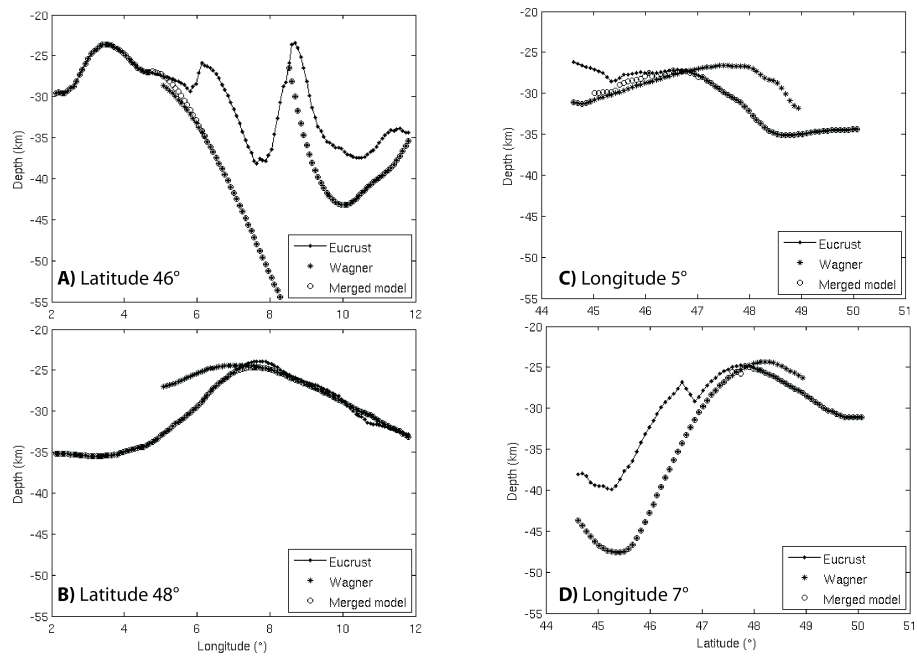 -20
-25
-30
-35
-40
-45
-50
-55
Depth (km)
A) Latitude 46°
Eucrust
Wagner
Merged model
2 4 6 8 10 12
-20
-25
-30
-35
-40
-45
-50
-55
Depth (km)
C) Longitude 5°
Eucrust
Wagner
Merged model
44 45 46 47 48 49 50 51
-20
-25
-30
-35
-40
-45
-50
-55
Depth (km)
B) Latitude 48°
Eucrust
Wagner
Merged model
2 4 6 8 10 12
Longitude (°)
-20
-25
-30
-35
-40
-45
-50
-55
Depth (km)
D) Longitude 7°
Eucrust
Wagner
Merged model
44 45 46 47 48 49 50 51
Latitude (°)